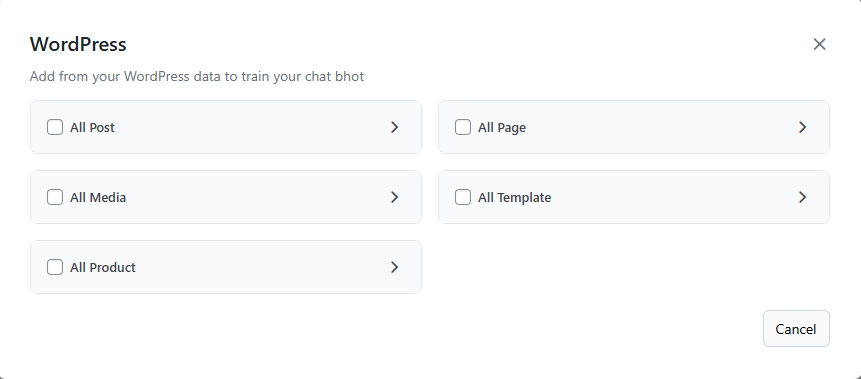 WordPress
Add from your WordPress data to train your chat bhot
All Post
All Page
All Media
All Template
All Product
Cancel